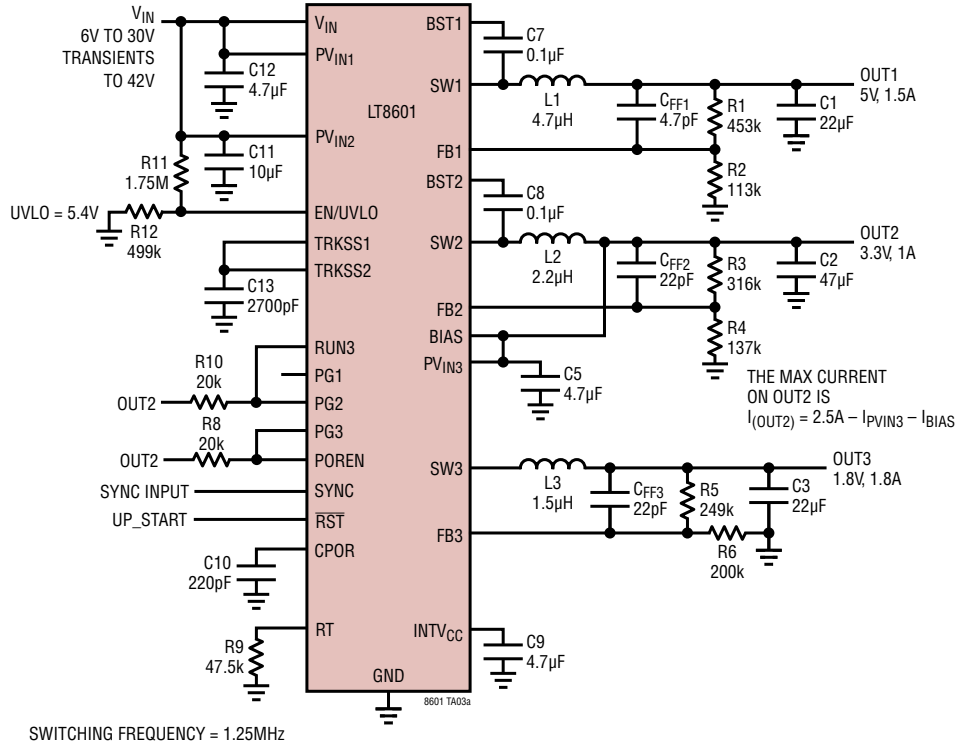 VIN
6V TO 30V
TRANSIENTS
TO 42V
C12
4.7µF
C11
10µF
R11
1.75M
UVLO = 5.4V
R12
499k
C13
2700pF
R10
20k
OUT2
R8
20k
OUT2
SYNC INPUT
UP_START
C10
220pF
R9
47.5k
VIN
PVIN1
LT8601
PVIN2
EN/UVLO
TRKSS1
TRKSS2
RUN3
PG1
PG2
PG3
POREN
SYNC
RST
CPOR
RT
GND
BST1
SW1
FB1
BST2
SW2
FB2
BIAS
PVIN3
SW3
FB3
INTVCC
C7
0.1µF
L1
4.7µH
CFF1
4.7pF
R1
453k
C1
22µF
OUT1
5V, 1.5A
R2
113k
C8
0.1µF
L2
2.2µH
CFF2
22pF
R3
316k
C2
47µF
OUT2
3.3V, 1A
R4
137k
C5
4.7µF
THE MAX CURRENT
ON OUT2 IS
I(OUT2) = 2.5A – IPVIN3 – IBIAS
L3
1.5µH
CFF3
22pF
R5
249k
C3
22µF
OUT3
1.8V, 1.8A
R6
200k
C9
4.7µF
8601 TA03a
SWITCHING FREQUENCY = 1.25MHz